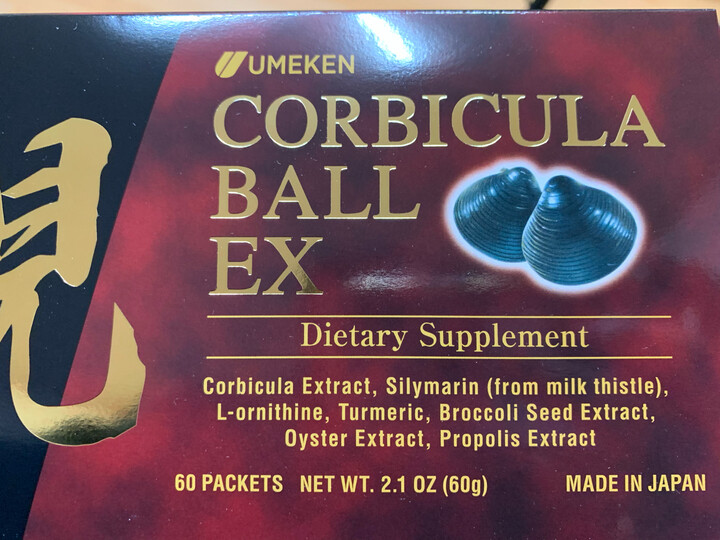 UMEKEN
CORBICULA
BALL
EX
Dietary Supplement
Corbicula Extract, Silymarin (from milk thistle),
L-ornithine, Turmeric, Broccoli Seed Extract,
Oyster Extract, Propolis Extract
60 PACKETS NET WT. 2.1 OZ (60g) MADE IN JAPAN